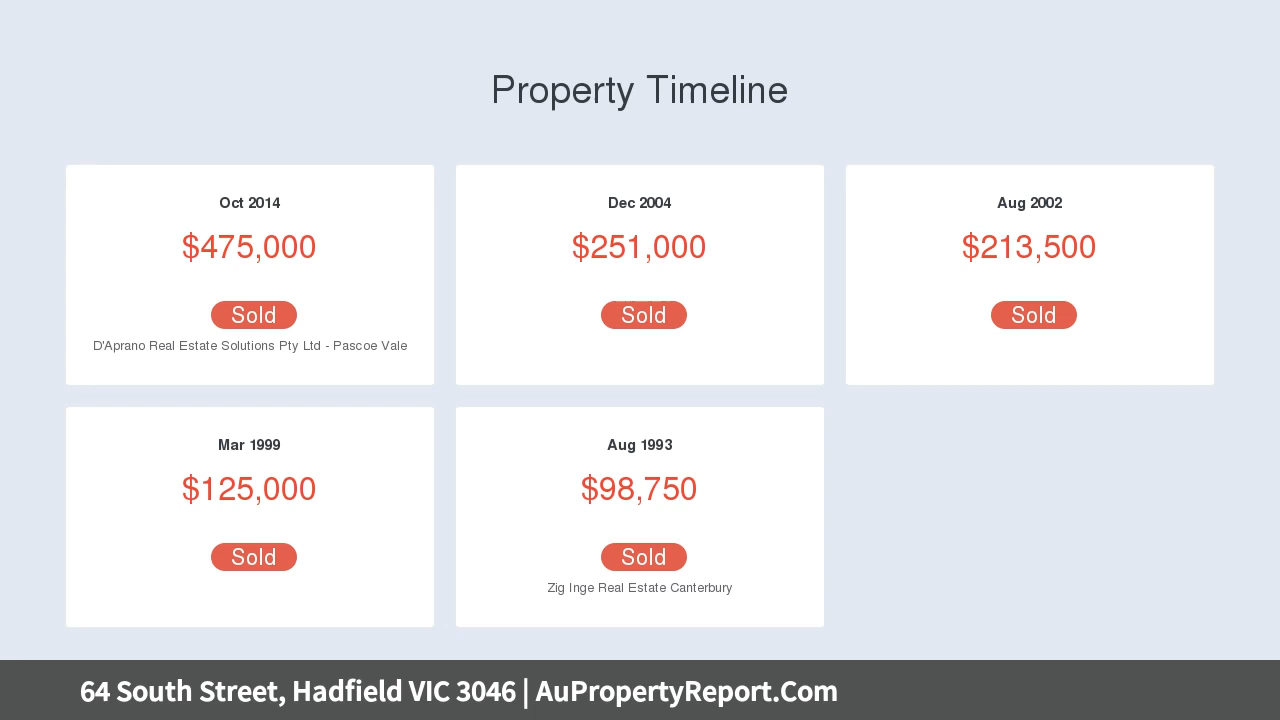 Property Timeline
Oct 2014
$475,000
Sold
D'Aprano Real Estate Solutions Pty Ltd - Pascoe Vale
Dec 2004
$251,000
Sold
Aug 2002
$213,500
Sold
Mar 1999
$125,000
Sold
Aug 1993
$98,750
Sold
Zig Inge Real Estate Canterbury
64 South Street, Hadfield VIC 3046 | AuPropertyReport.Com